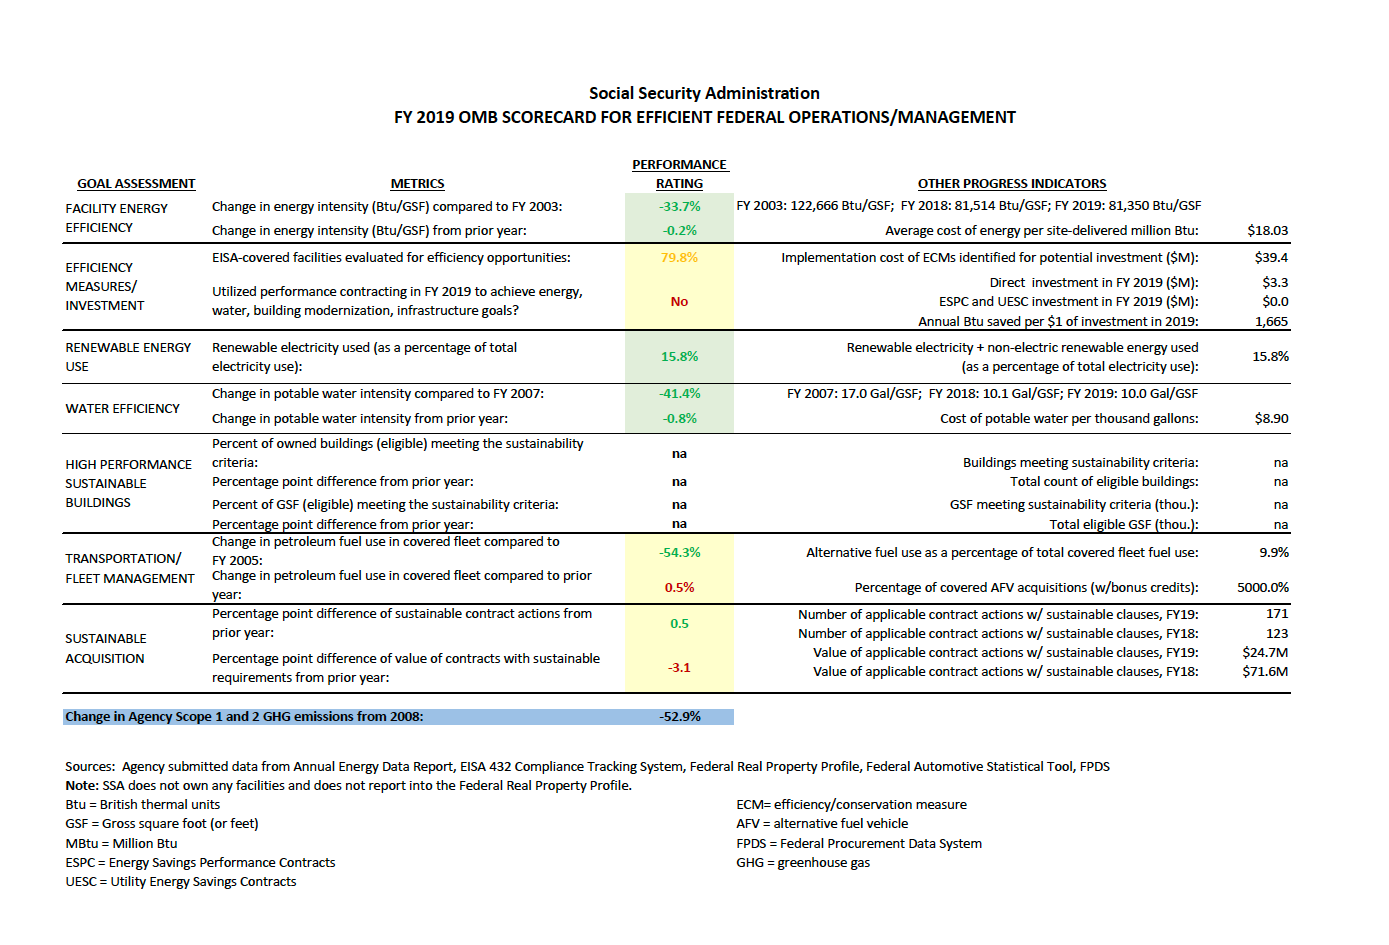 Social Security Administration
FY 2019 OMB SCORECARD FOR EFFICIENT FEDERAL OPERATIONS/MANAGEMENT
PERFORMANCE
GOAL ASSESSMENT METRICS RATING OTHER PROGRESS INDICATORS
FACILITY ENERGY
EFFICIENCY
Change in energy intensity (Btu/GSF) compared to FY 2003: -33.7% FY 2003: 122,666 Btu/GSF; FY 2018: 81,514 Btu/GSF; FY 2019: 81,350 Btu/GSF
Change in energy intensity (Btu/GSF) from prior year: -0.2% Average cost of energy per site-delivered million Btu: $18.03
EFFICIENCY
MEASURES/
INVESTMENT
EISA-covered facilities evaluated for efficiency opportunities: 79.8% Implementation cost of ECMs identified for potential investment ($M): $39.4
Utilized performance contracting in FY 2019 to achieve energy,
water, building modernization, infrastructure goals?
No
Direct investment in FY 2019 ($M): $3.3
ESPC and UESC investment in FY 2019 ($M): $0.0
Annual Btu saved per $1 of investment in 2019: 1,665
RENEWABLE ENERGY
USE
Renewable electricity used (as a percentage of total
electricity use):
15.8%
Renewable electricity + non-electric renewable energy used
(as a percentage of total electricity use):
15.8%
WATER EFFICIENCY
Change in potable water intensity compared to FY 2007: -41.4% FY 2007: 17.0 Gal/GSF; FY 2018: 10.1 Gal/GSF; FY 2019: 10.0 Gal/GSF
Change in potable water intensity from prior year: -0.8% Cost of potable water per thousand gallons: $8.90
HIGH PERFORMANCE
SUSTAINABLE
BUILDINGS
Percent of owned buildings (eligible) meeting the sustainability
criteria:
na
Buildings meeting sustainability criteria: na
Percentage point difference from prior year: na Total count of eligible buildings: na
Percent of GSF (eligible) meeting the sustainability criteria: na GSF meeting sustainability criteria (thou.): na
Percentage point difference from prior year: na Total eligible GSF (thou.): na
TRANSPORTATION/
FLEET MANAGEMENT
Change in petroleum fuel use in covered fleet compared to
FY 2005:
-54.3% Alternative fuel use as a percentage of total covered fleet fuel use: 9.9%
Change in petroleum fuel use in covered fleet compared to prior
year:
0.5% Percentage of covered AFV acquisitions (w/bonus credits): 5000.0%
SUSTAINABLE
ACQUISITION
Percentage point difference of sustainable contract actions from
prior year:
0.5
Number of applicable contract actions w/ sustainable clauses, FY19: 171
Number of applicable contract actions w/ sustainable clauses, FY18: 123
Percentage point difference of value of contracts with sustainable
requirements from prior year:
-3.1
Value of applicable contract actions w/ sustainable clauses, FY19: $24.7M
Value of applicable contract actions w/ sustainable clauses, FY18: $71.6M
Change in Agency Scope 1 and 2 GHG emissions from 2008: -52.9%
Sources: Agency submitted data from Annual Energy Data Report, EISA 432 Compliance Tracking System, Federal Real Property Profile, Federal Automotive Statistical Tool, FPDS
Note: SSA does not own any facilities and does not report into the Federal Real Property Profile.
Btu = British thermal units
GSF = Gross square foot (or feet)
MBtu = Million Btu
ESPC = Energy Savings Performance Contracts
UESC = Utility Energy Savings Contracts
ECM= efficiency/conservation measure
AFV = alternative fuel vehicle
FPDS = Federal Procurement Data System
GHG = greenhouse gas